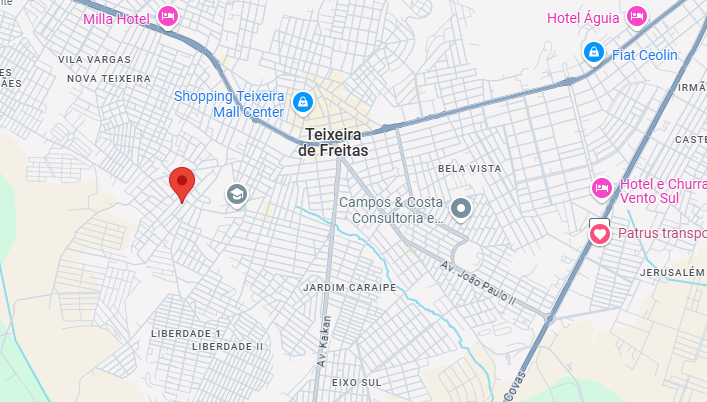 Milla Hotel
Hotel Águia
Fiat Ceolin
VILA VARGAS
NOVA TEIXEIRA
ÃES
Shopping Teixeira
Mall Center
IRMÃ
Teixeira
de Freitas
CASTE
BELA VISTA
Hotel e Churra
Vento Sul
Campos & Costa
Consultoria e...
Patrus transpo
Av. João Paulo II
JERUSALÉM
JARDIM CARAIPE
Av. Kaikan
LIBERDADE 1
LIBERDADE II
EIXO SUL
Covas